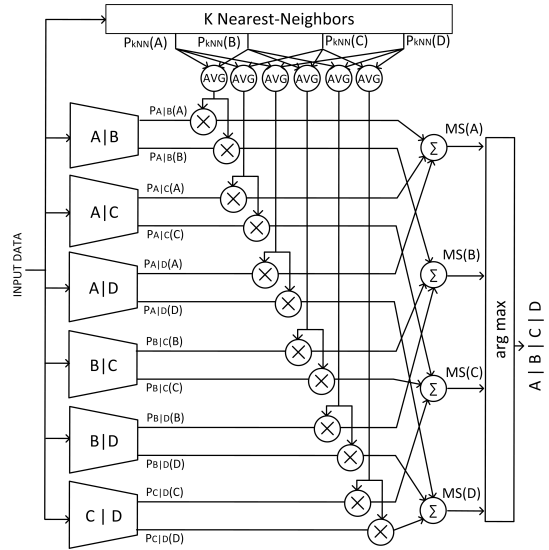 K Nearest-Neighbors
PkNN(A) PkNN(B) PkNN(C) PkNN(D)
AVG AVG AVG AVG AVG AVG
INPUT DATA
A|B
PA|B(A)
PA|B(B)
A|C
PA|C(A)
PA|C(C)
A|D
PA|D(A)
PA|D(D)
B|C
PB|C(B)
PB|C(C)
B|D
PB|D(B)
PB|D(D)
C|D
PC|D(C)
PC|D(D)
Σ MS(A)
Σ MS(B)
Σ MS(C)
Σ MS(D)
arg max
A | B | C | D